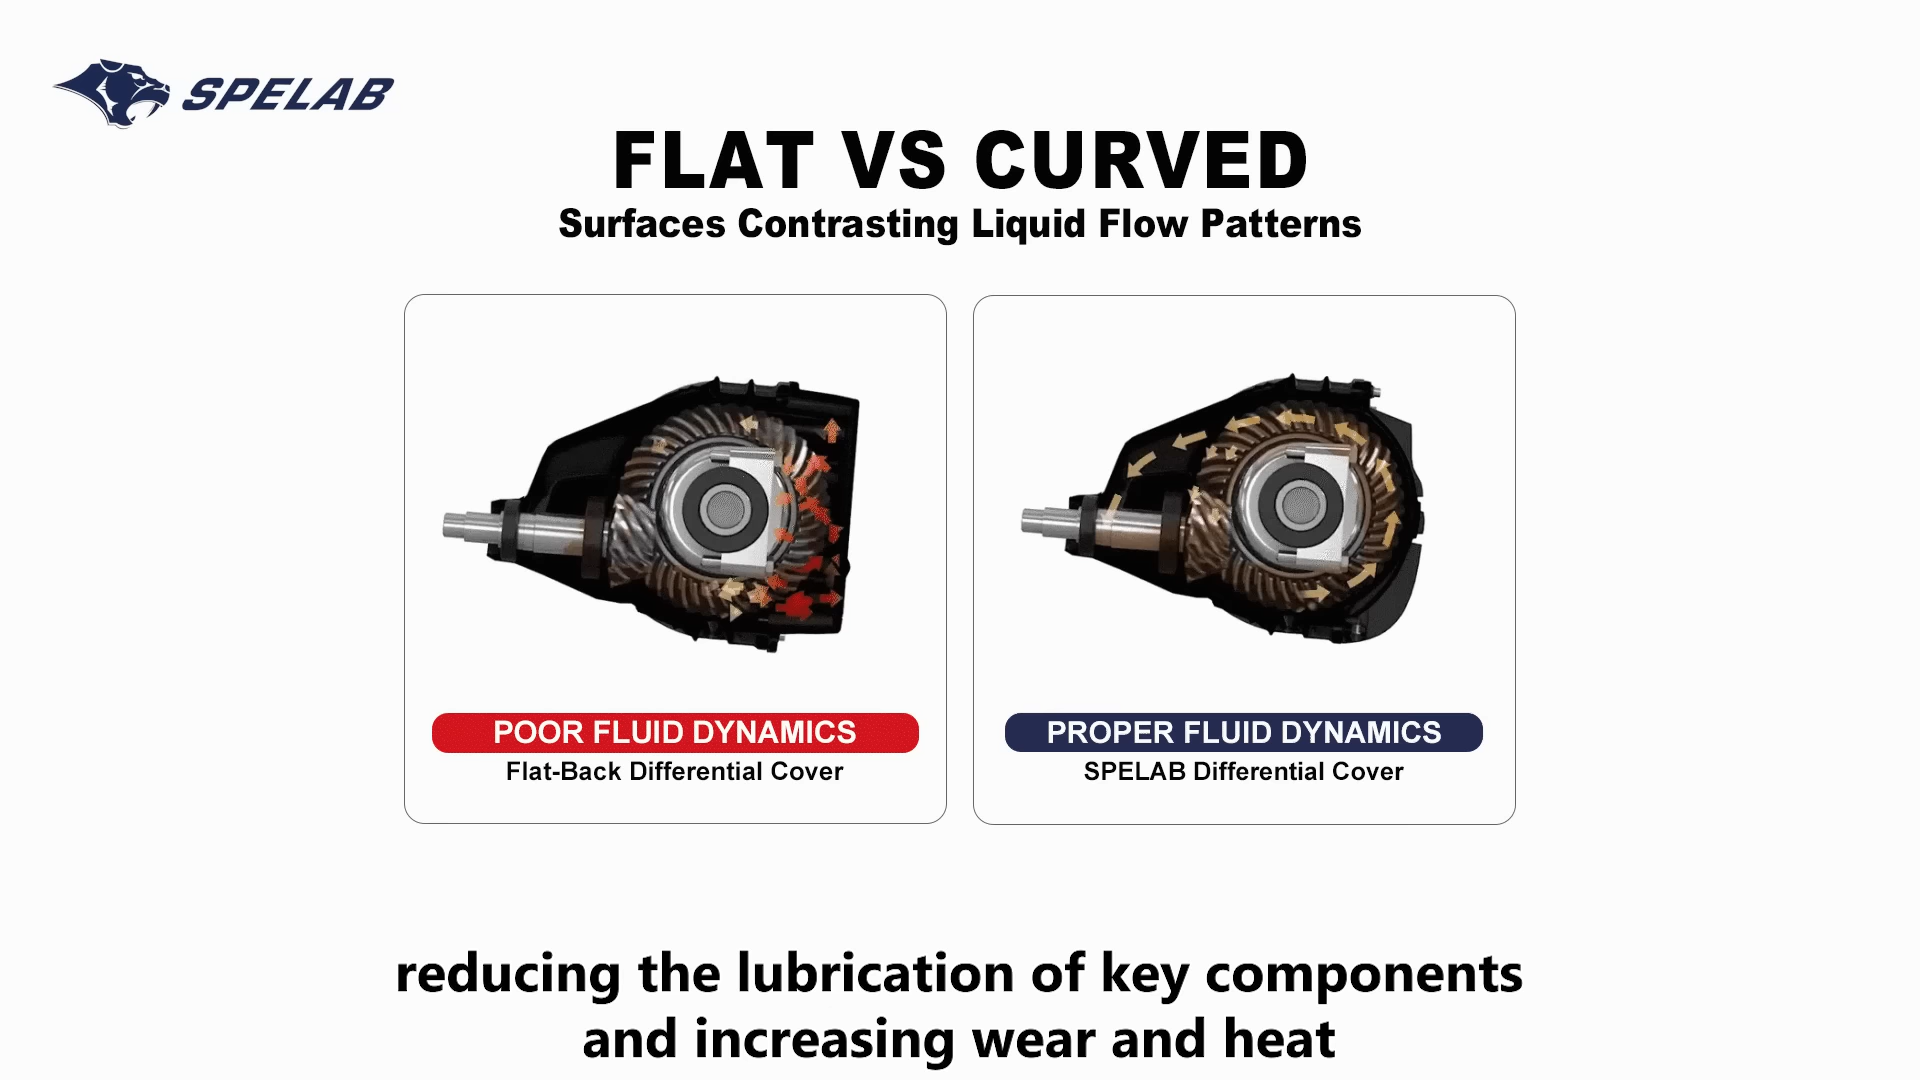 SPELAB
FLAT VS CURVED
Surfaces Contrasting Liquid Flow Patterns
POOR FLUID DYNAMICS
Flat-Back Differential Cover
PROPER FLUID DYNAMICS
SPELAB Differential Cover
reducing the lubrication of key components
and increasing wear and heat